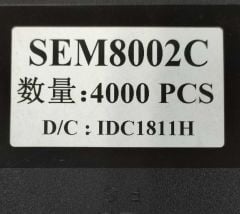 SEM8002C
数量:4000 PCS
D/C : IDC1811H